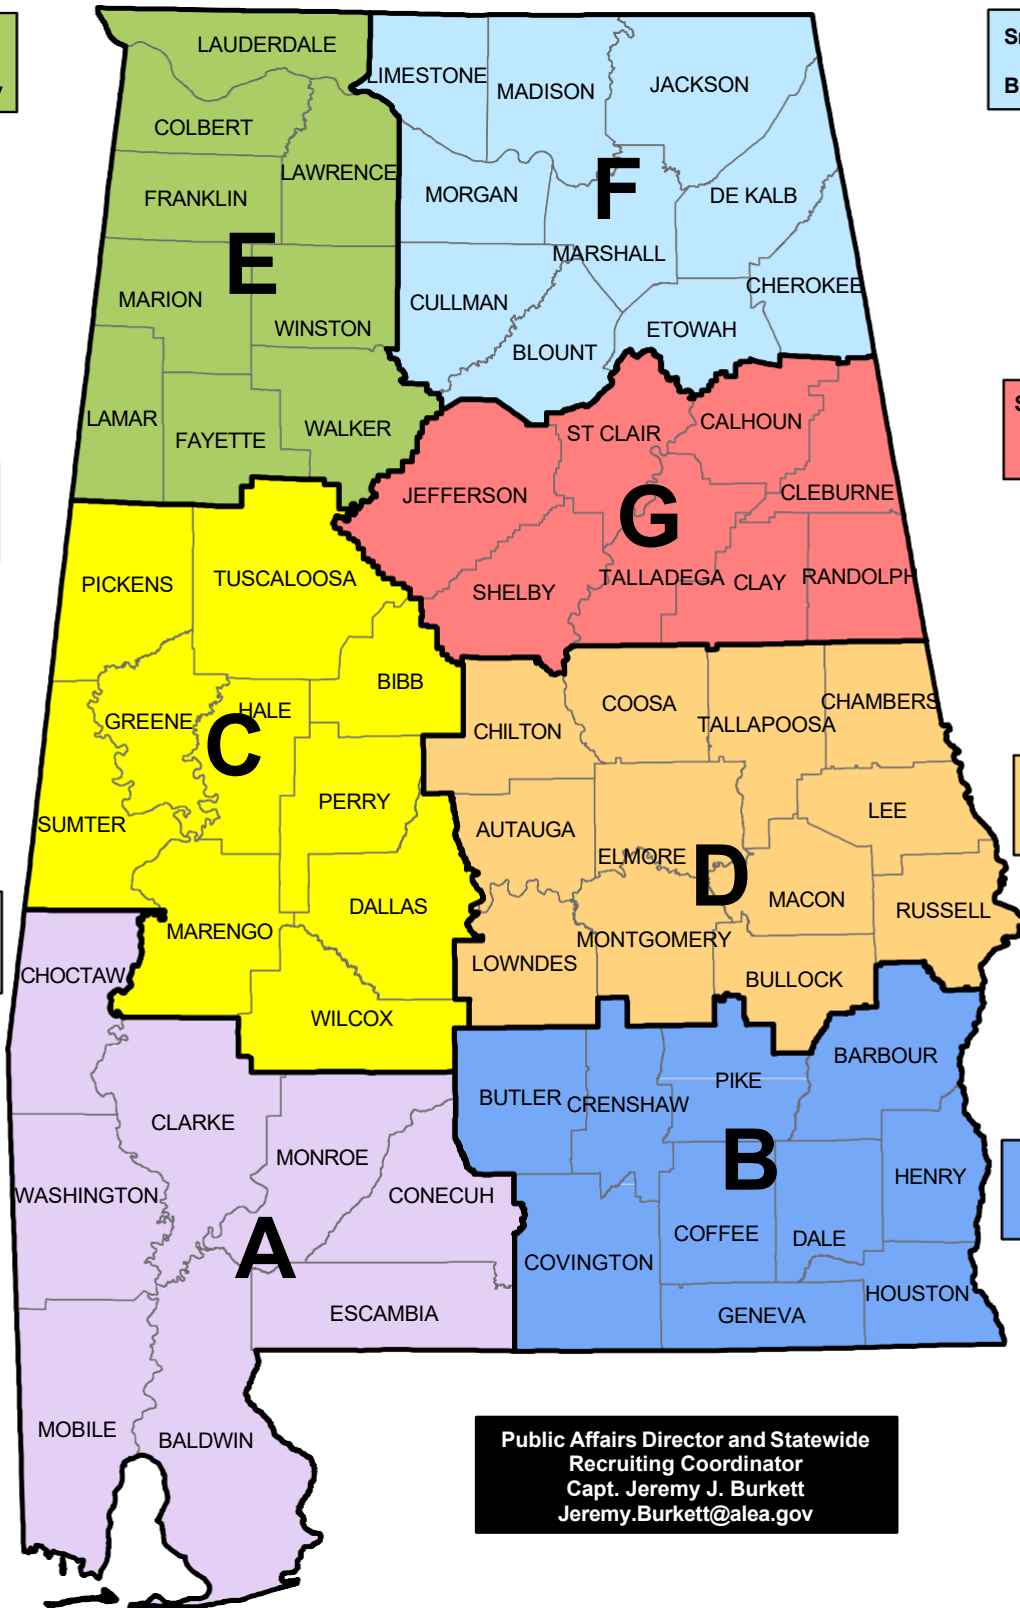 LAUDERDALE
LIMESTONE
MADISON
JACKSON
COLBERT
LAWRENCE
FRANKLIN
MORGAN
F
DE KALB
E
MARSHALL
MARION
CULLMAN
CHEROKEE
WINSTON
BLOUNT
ETOWAH
LAMAR
FAYETTE
WALKER
ST CLAIR
CALHOUN
JEFFERSON
G
CLEBURNE
PICKENS
TUSCALOOSA
SHELBY
TALLADEGA
CLAY
RANDOLPH
BIBB
GREENE
HALE
C
CHILTON
COOSA
TALLAPOOSA
CHAMBERS
SUMTER
PERRY
AUTAUGA
ELMORE
D
LEE
MARENGO
DALLAS
MACON
RUSSELL
CHOCTAW
LOWNDES
MONTGOMERY
BULLOCK
WILCOX
BUTLER
CRENSHAW
PIKE
BARBOUR
CLARKE
MONROE
B
WASHINGTON
CONECUH
HENRY
A
COVINGTON
COFFEE
DALE
ESCAMBIA
GENEVA
HOUSTON
MOBILE
BALDWIN
Public Affairs Director and Statewide
Recruiting Coordinator
Capt. Jeremy J. Burkett
Jeremy.Burkett@alea.gov